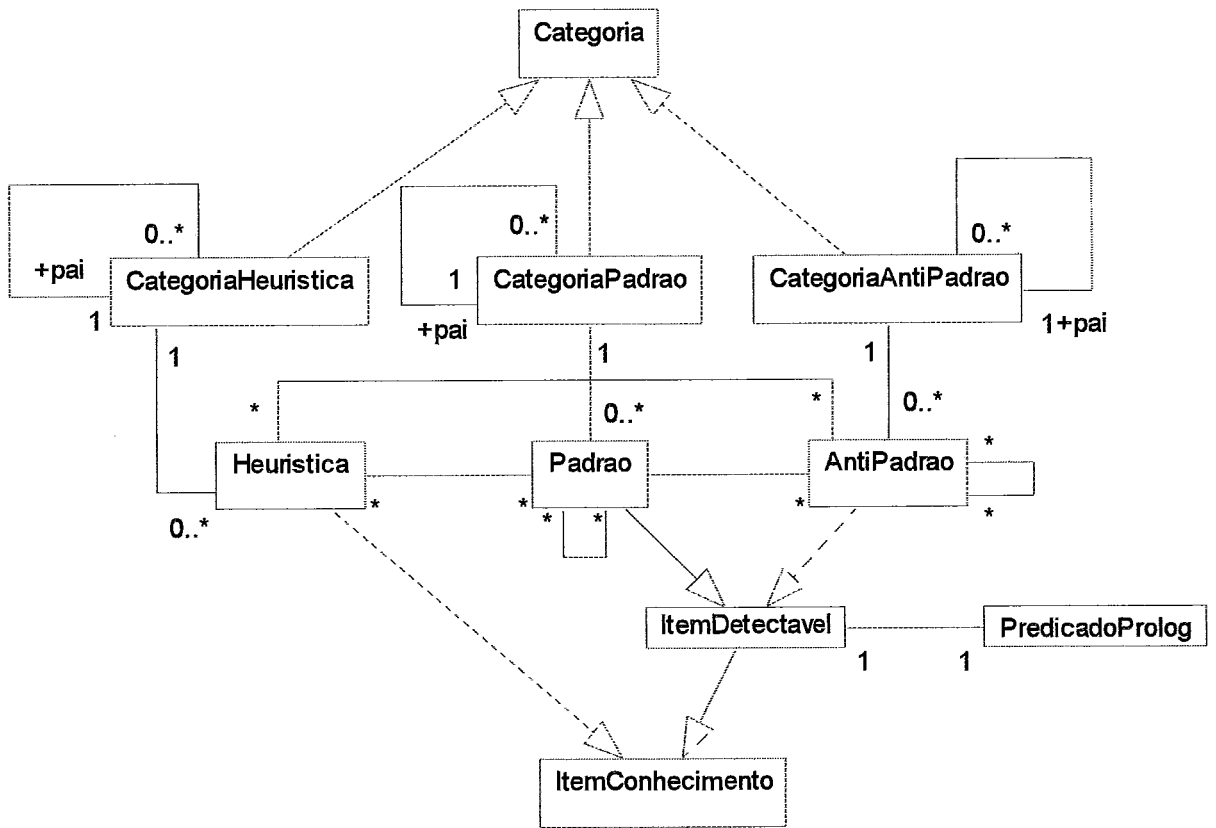 Categoria
0..*
0..*
0..*
+pai
CategoriaHeuristica
1
CategoriaPadrao
CategoriaAntiPadrao
1
+pai
1+pai
1
1
1
*
0..*
*
0..*
*
Heuristica
Padrao
AntiPadrao
0..*
*
*
*
*
*
*
ItemDetectavel
PredicadoProlog
1
1
ItemConhecimento